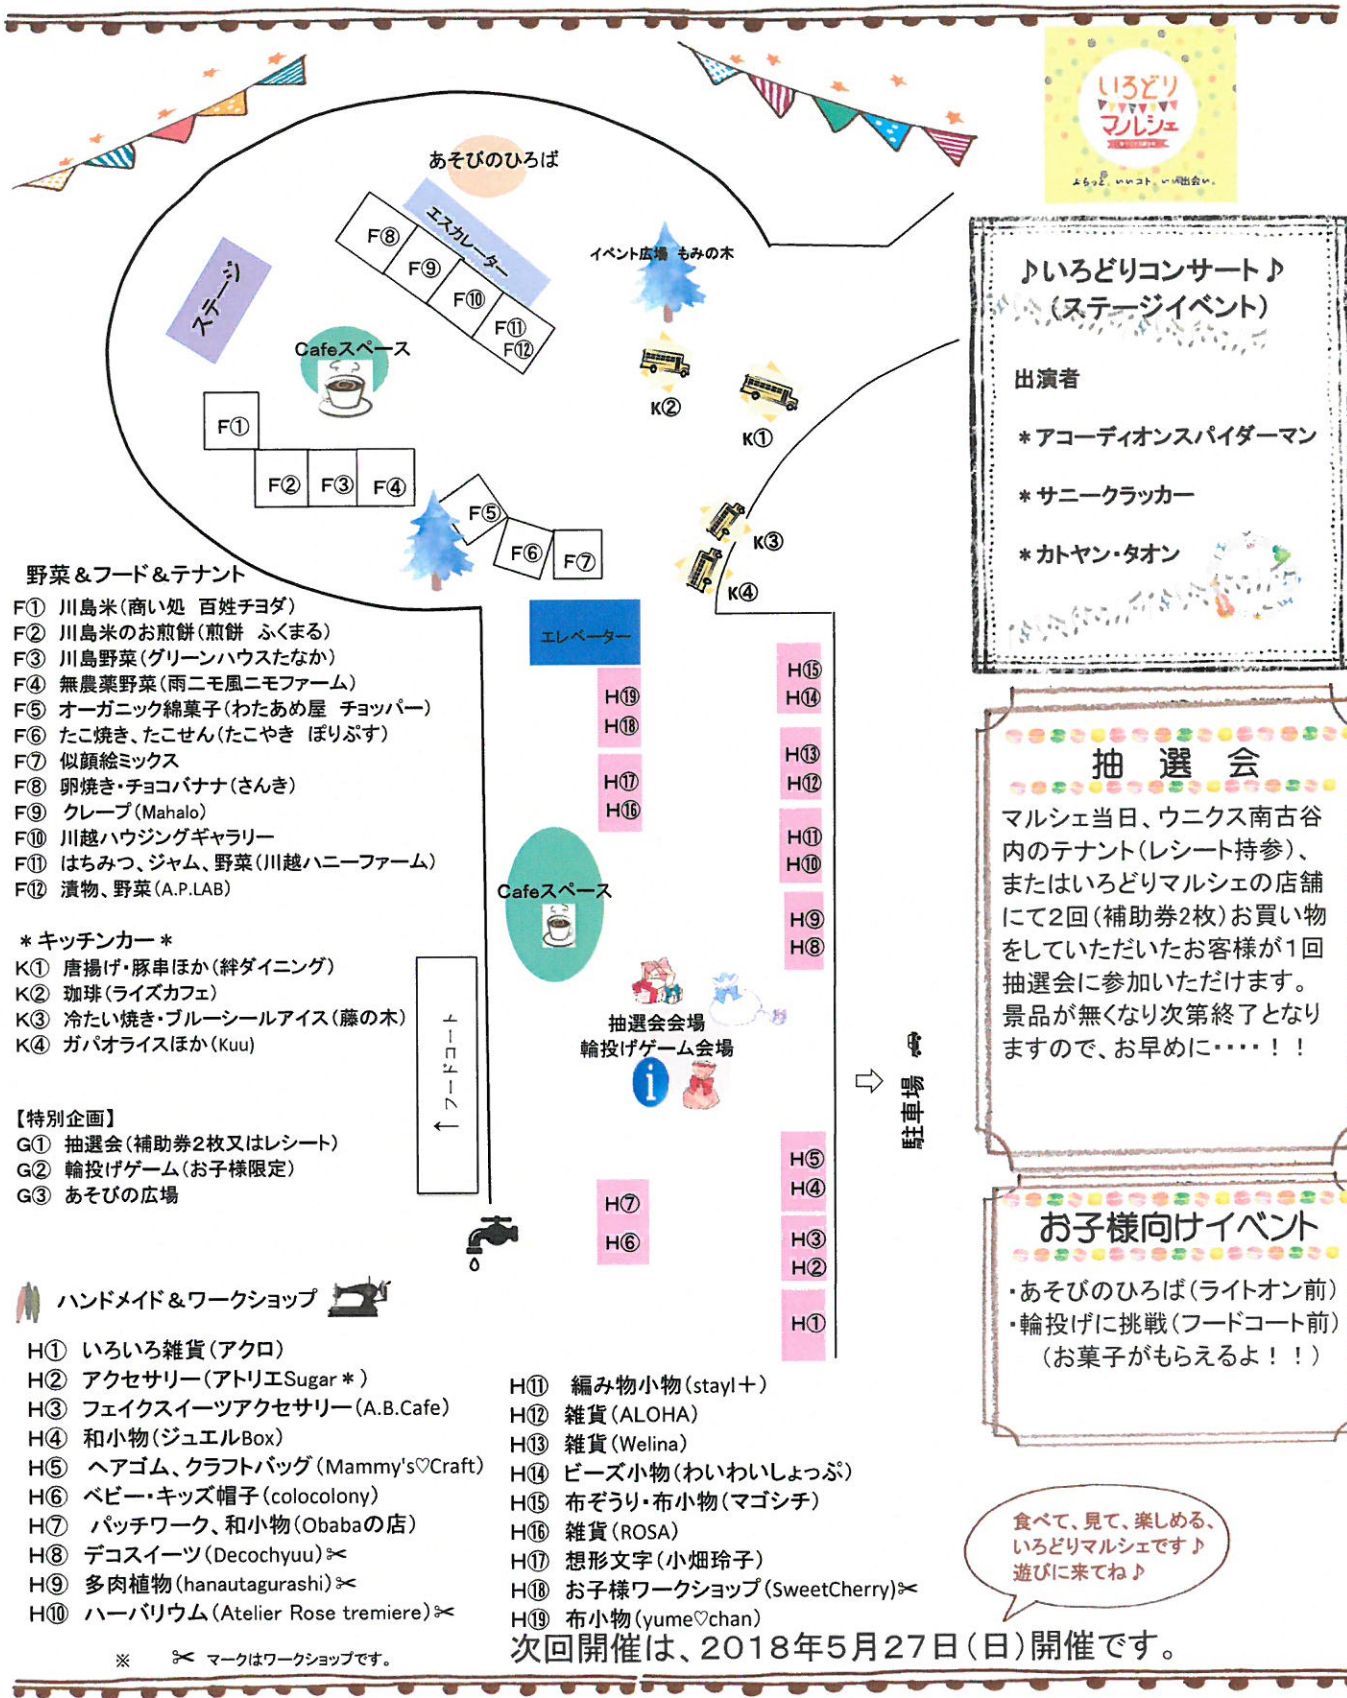 いろどり
マルシェ
ふらっと、いいコト、いい出会い。
あそびのひろば
エスカレーター
イベント広場 もみの木
ステージ
Cafeスペース
F⑧
F⑨
F⑩
F⑪
F⑫
K②
K①
F①
F②
F③
F④
F⑤
F⑥
F⑦
K③
K④
♪いろどりコンサート♪
(ステージイベント)
出演者
＊アコーディオンスパイダーマン
＊サニークラッカー
＊カトヤン・タオン
野菜＆フード＆テナント
F① 川島米(商い処 百姓チヨダ)
F② 川島米のお煎餅(煎餅 ふくまる)
F③ 川島野菜(グリーンハウスたなか)
F④ 無農薬野菜(雨ニモ風ニモファーム)
F⑤ オーガニック綿菓子(わたあめ屋 チョッパー)
F⑥ たこ焼き、たこせん(たこやき ぽりぷす)
F⑦ 似顔絵ミックス
F⑧ 卵焼き・チョコバナナ(さんき)
F⑨ クレープ(Mahalo)
F⑩ 川越ハウジングギャラリー
F⑪ はちみつ、ジャム、野菜(川越ハニーファーム)
F⑫ 漬物、野菜(A.P.LAB)
＊キッチンカー＊
K① 唐揚げ・豚串ほか(絆ダイニング)
K② 珈琲(ライズカフェ)
K③ 冷たい焼き・ブルーシールアイス(藤の木)
K④ ガパオライスほか(Kuu)
【特別企画】
G① 抽選会(補助券2枚又はレシート)
G② 輪投げゲーム(お子様限定)
G③ あそびの広場
エレベーター
H⑲
H⑱
H⑰
H⑯
H⑮
H⑭
H⑬
H⑫
H⑪
H⑩
H⑨
H⑧
Cafeスペース
抽選会会場
輪投げゲーム会場
i
↑フードコート
⇨ 駐車場
H⑦
H⑥
H⑤
H④
H③
H②
H①
抽 選 会
マルシェ当日、ウニクス南古谷
内のテナント(レシート持参)、
またはいろどりマルシェの店舗
にて2回(補助券2枚)お買い物
をしていただいたお客様が1回
抽選会に参加いただけます。
景品が無くなり次第終了となり
ますので、お早めに・・・・！！
お子様向けイベント
・あそびのひろば(ライトオン前)
・輪投げに挑戦(フードコート前)
(お菓子がもらえるよ！！)
ハンドメイド＆ワークショップ
H① いろいろ雑貨(アクロ)
H② アクセサリー(アトリエSugar＊)
H③ フェイクスイーツアクセサリー(A.B.Cafe)
H④ 和小物(ジュエルBox)
H⑤ ヘアゴム、クラフトバッグ(Mammy's♡Craft)
H⑥ ベビー・キッズ帽子(colocolony)
H⑦ パッチワーク、和小物(Obabaの店)
H⑧ デコスイーツ(Decochyuu)✂
H⑨ 多肉植物(hanautagurashi)✂
H⑩ ハーバリウム(Atelier Rose tremiere)✂
※ ✂ マークはワークショップです。
H⑪ 編み物小物(stayl＋)
H⑫ 雑貨(ALOHA)
H⑬ 雑貨(Welina)
H⑭ ビーズ小物(わいわいしょっぷ)
H⑮ 布ぞうり・布小物(マゴシチ)
H⑯ 雑貨(ROSA)
H⑰ 想形文字(小畑玲子)
H⑱ お子様ワークショップ(SweetCherry)✂
H⑲ 布小物(yume♡chan)
食べて、見て、楽しめる、
いろどりマルシェです♪
遊びに来てね♪
次回開催は、2018年5月27日(日)開催です。